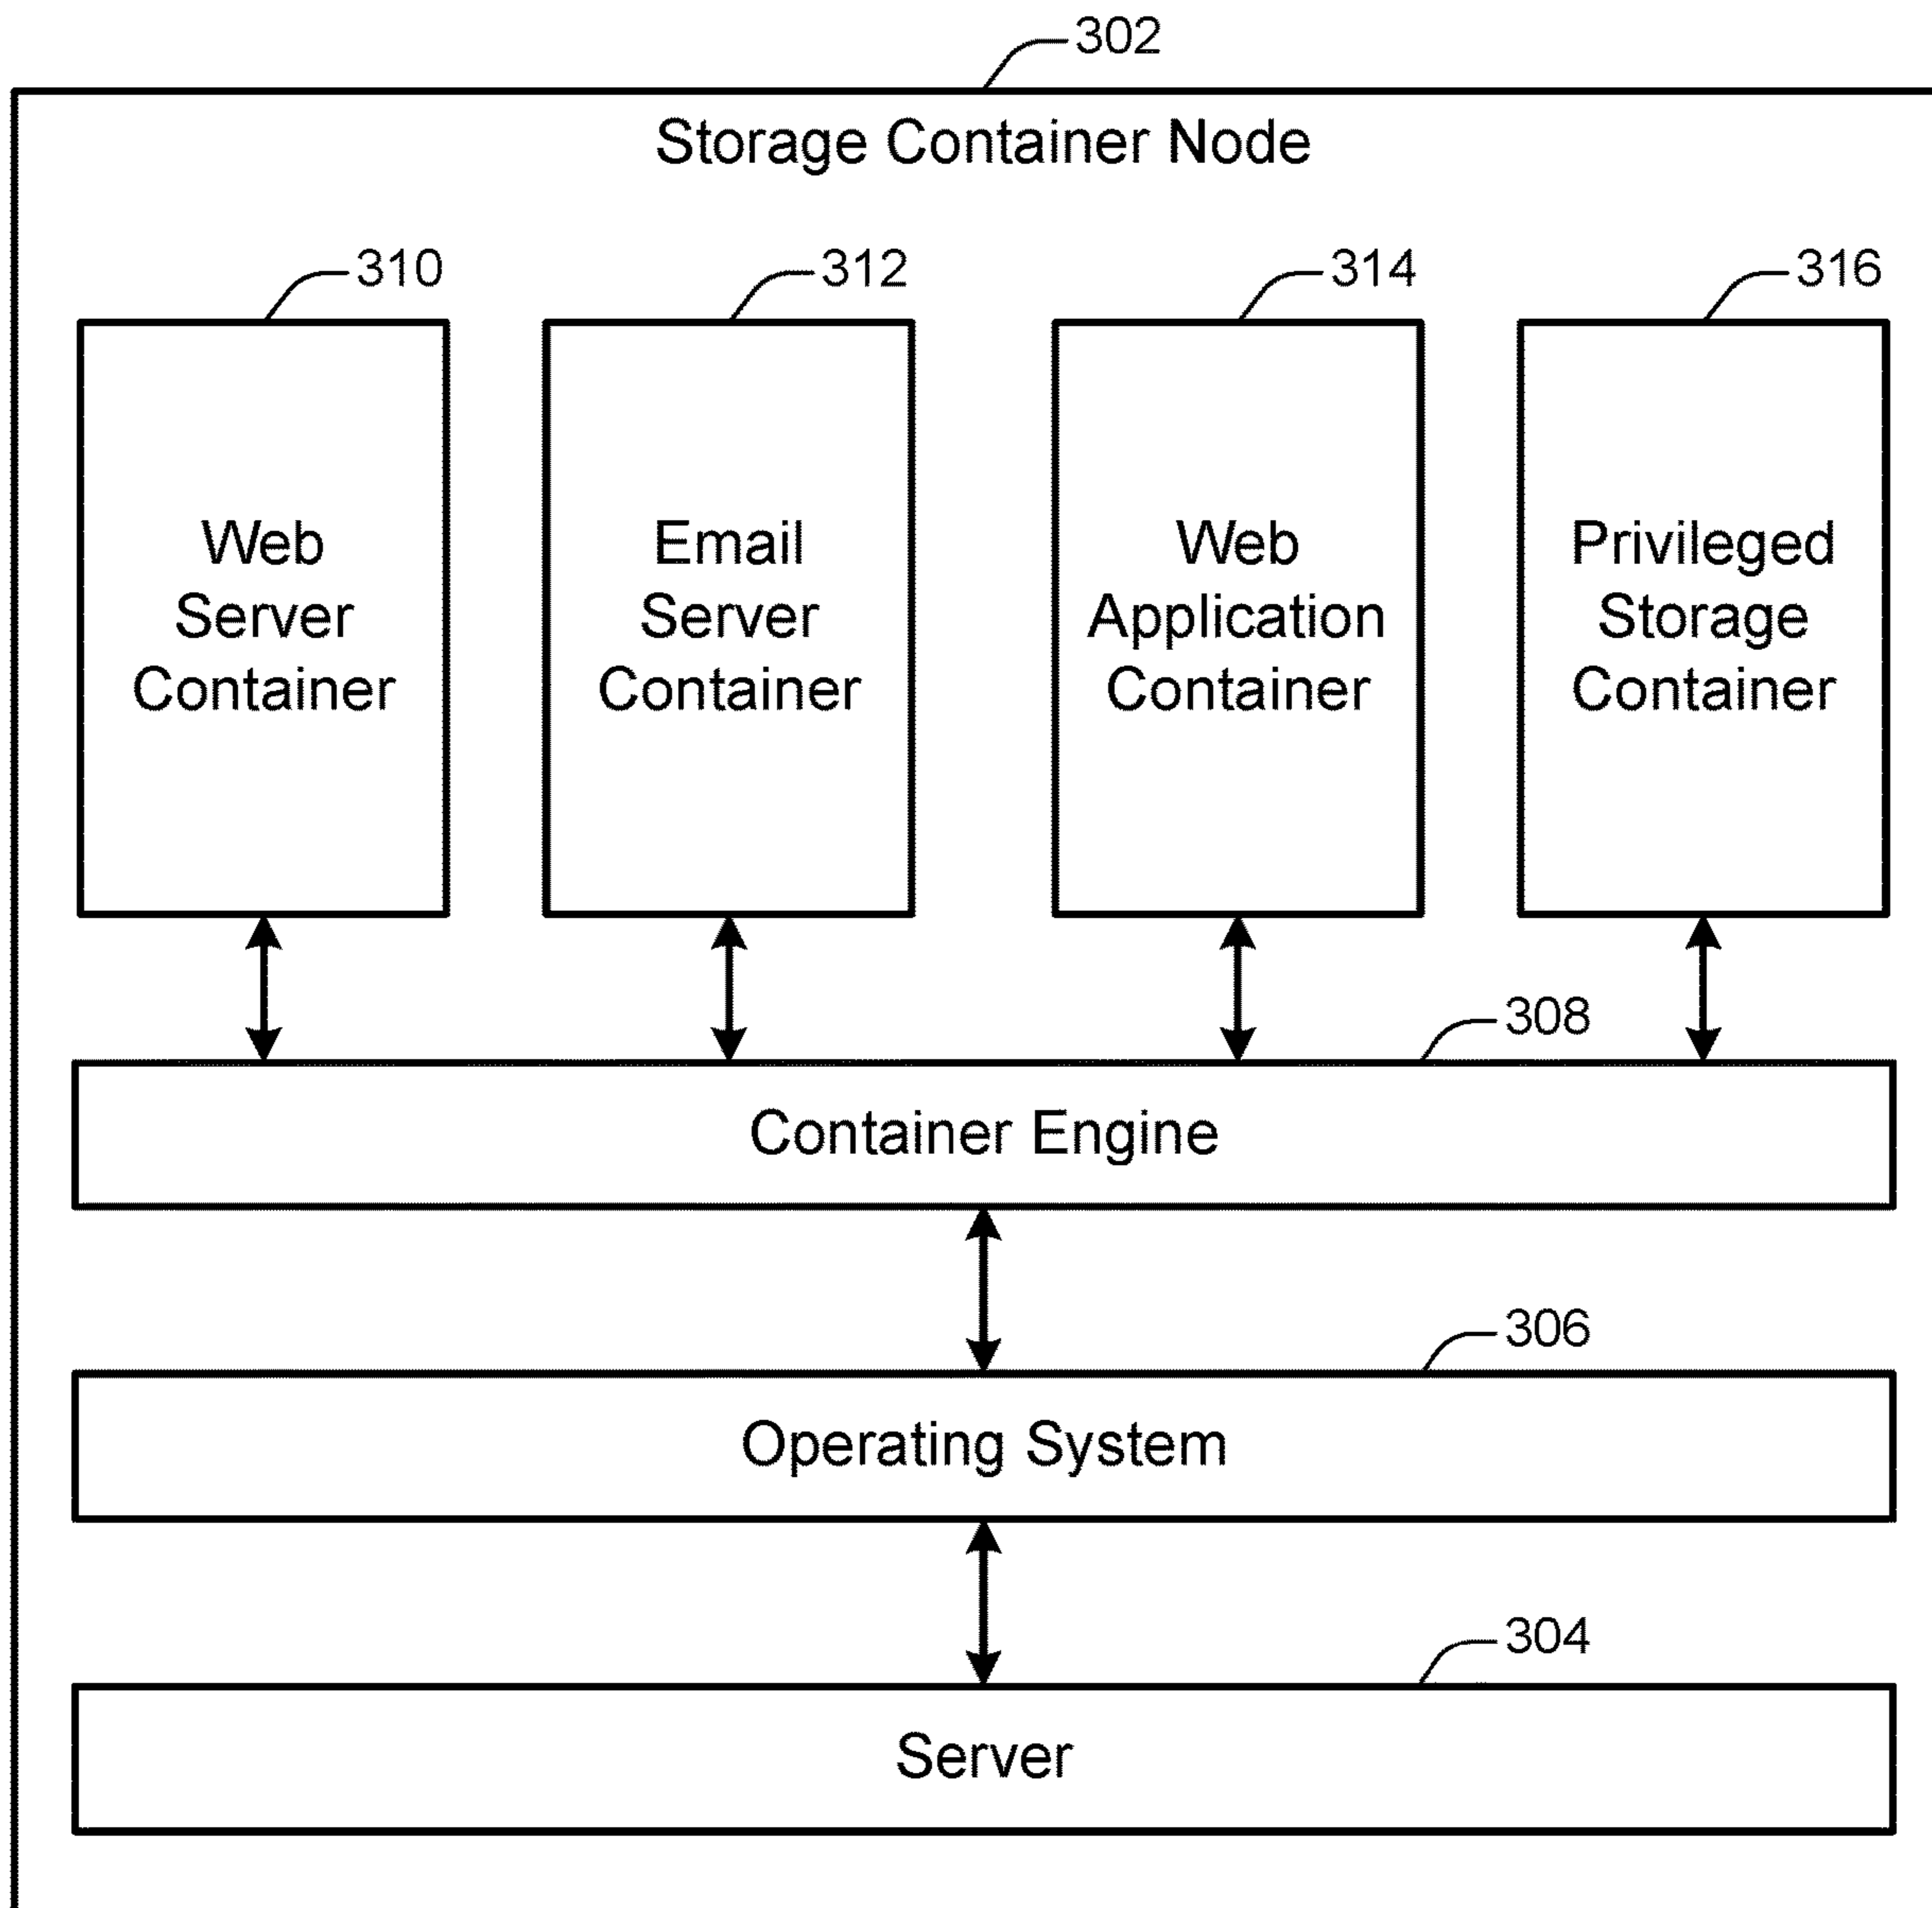 302
Storage Container Node
310
312
314
316
Web
Server
Container
Email
Server
Container
Web
Application
Container
Privileged
Storage
Container
308
Container Engine
306
Operating System
304
Server